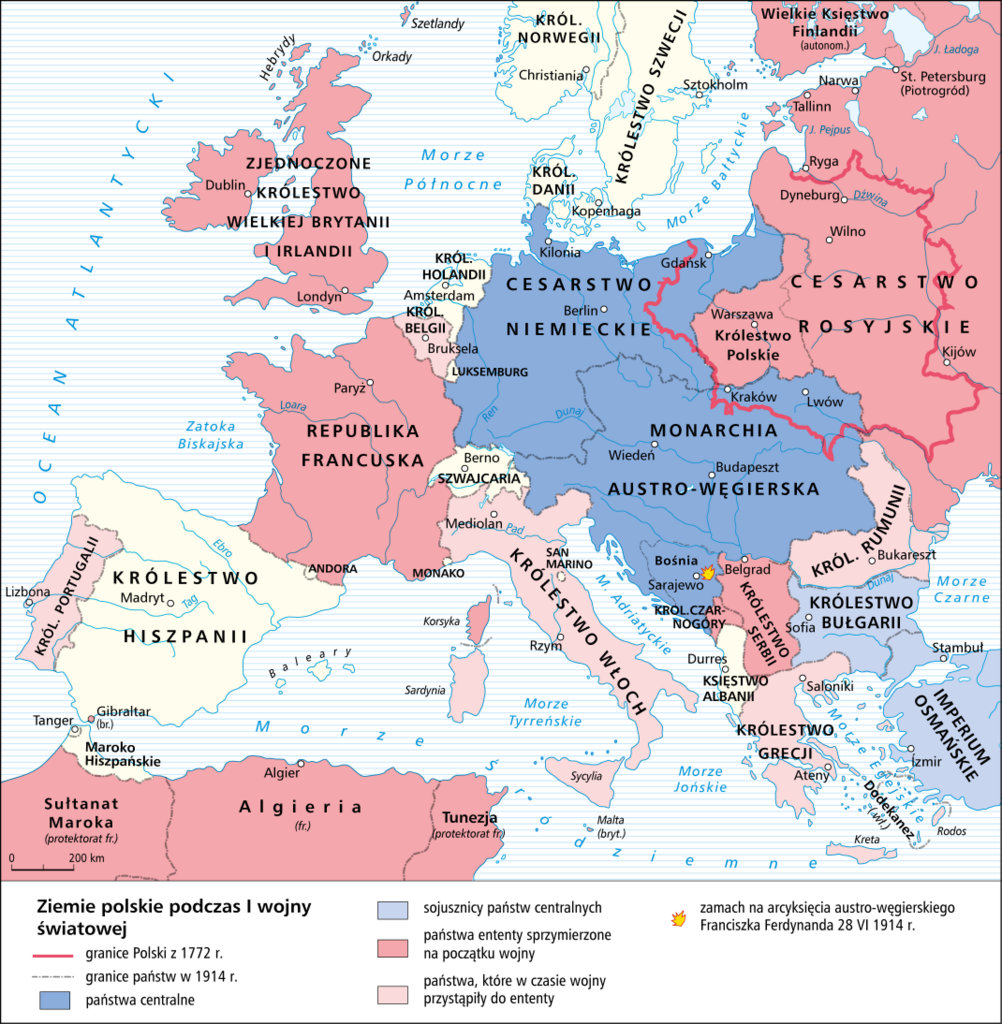 Szetlandy
Orkady
Hebrydy
KRÓL.
NORWEGII
Christiania
KRÓLESTWO SZWECJI
Sztokholm
Wielkie Księstwo
Finlandii
(autonom.)
J. Ładoga
St. Petersburg
(Piotrogród)
Narwa
Tallinn
J. Pejpus
Ryga
Dyneburg
Dźwina
Wilno
OCEAN ATLANTYCKI
ZJEDNOCZONE
KRÓLESTWO
WIELKIEJ BRYTANII
I IRLANDII
Dublin
Londyn
Morze
Północne
KRÓL.
DANII
Kopenhaga
Morze Bałtyckie
Kilonia
Gdańsk
KRÓL.
HOLANDII
Amsterdam
KRÓL.
BELGII
Bruksela
LUKSEMBURG
CESARSTWO
NIEMIECKIE
Berlin
Warszawa
Królestwo
Polskie
CESARSTWO
ROSYJSKIE
Kijów
Kraków
Lwów
Paryż
Loara
Ren
Dunaj
Zatoka
Biskajska
REPUBLIKA
FRANCUSKA
MONARCHIA
AUSTRO-WĘGIERSKA
Wiedeń
Budapeszt
Berno
SZWAJCARIA
Mediolan
Pad
SAN
MARINO
KRÓLESTWO WŁOCH
M. Adriatyckie
Bośnia
Sarajewo
Belgrad
KRÓL. CZAR-
NOGÓRY
KRÓLESTWO
SERBII
KRÓL. RUMUNII
Bukareszt
Dunaj
Morze
Czarne
KRÓLESTWO
BUŁGARII
Sofia
Stambuł
ANDORA
MONAKO
Ebro
KRÓL. PORTUGALII
Lizbona
KRÓLESTWO
HISZPANII
Madryt
Tag
Baleary
Korsyka
Sardynia
Rzym
Durres
KSIĘSTWO
ALBANII
Saloniki
KRÓLESTWO
GRECJI
Ateny
IMPERIUM
OSMAŃSKIE
Izmir
Morze Egejskie
Dodekanez
(wł.)
Rodos
Kreta
Morze
Tyrreńskie
Morze
Jońskie
Sycylia
Malta
(bryt.)
Morze Śródziemne
Tanger
Gibraltar
(br.)
Maroko
Hiszpańskie
Algier
Sułtanat
Maroka
(protektorat fr.)
Algieria
(fr.)
Tunezja
(protektorat fr.)
0 200 km
Ziemie polskie podczas I wojny
światowej
granice Polski z 1772 r.
granice państw w 1914 r.
państwa centralne
sojusznicy państw centralnych
państwa ententy sprzymierzone
na początku wojny
państwa, które w czasie wojny
przystąpiły do ententy
zamach na arcyksięcia austro-węgierskiego
Franciszka Ferdynanda 28 VI 1914 r.